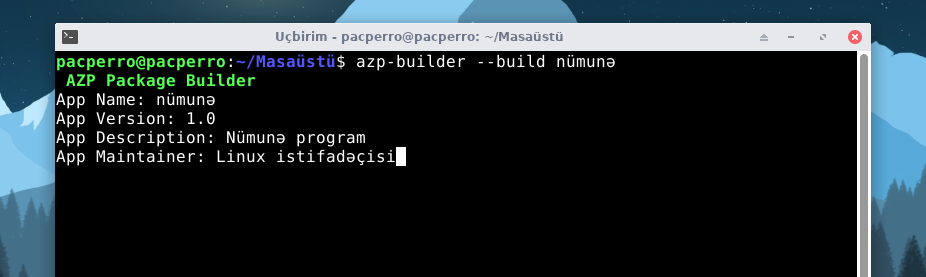 Uçbirim - pacperro@pacperro: ~/Masaüstü
pacperro@pacperro:~/Masaüstü$ azp-builder --build nümunə
AZP Package Builder
App Name: nümunə
App Version: 1.0
App Description: Nümunə program
App Maintainer: Linux istifadəçisi